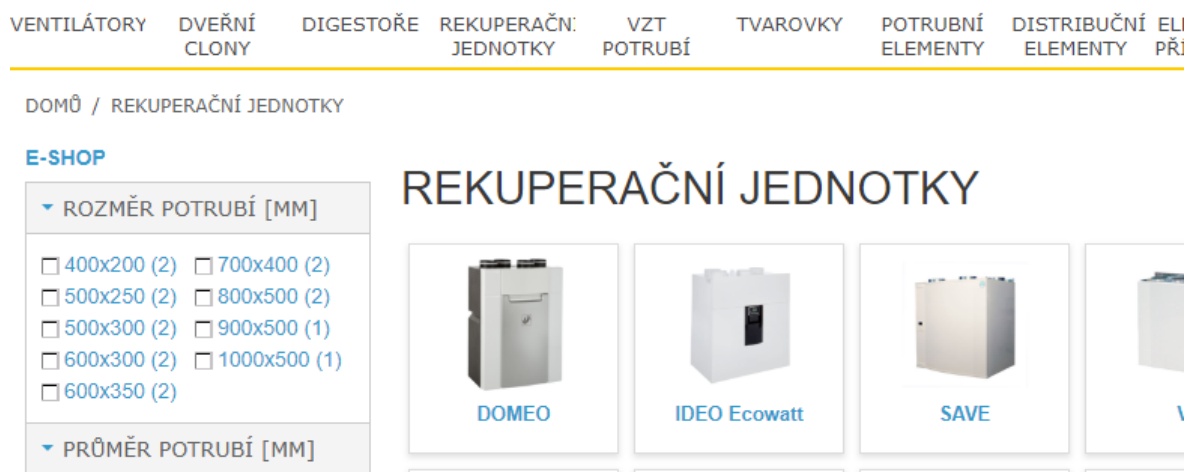 VENTILÁTORY DVEŘNÍ DIGESTOŘE REKUPERAČN VZT TVAROVKY POTRUBNÍ DISTRIBUČNÍ
CLONY JEDNOTKY POTRUBÍ ELEMENTY ELEMENTY
DOMŮ / REKUPERAČNÍ JEDNOTKY
E-SHOP
REKUPERAČNÍ JEDNOTKY
ROZMĚR POTRUBÍ [MM]
400x200 (2) 700x400 (2)
500x250 (2) 800x500 (2)
500x300 (2) 900x500 (1)
600x300 (2) 1000x500 (1)
600x350 (2)
DOMEO IDEO Ecowatt SAVE
PRŮMĚR POTRUBÍ [MM]